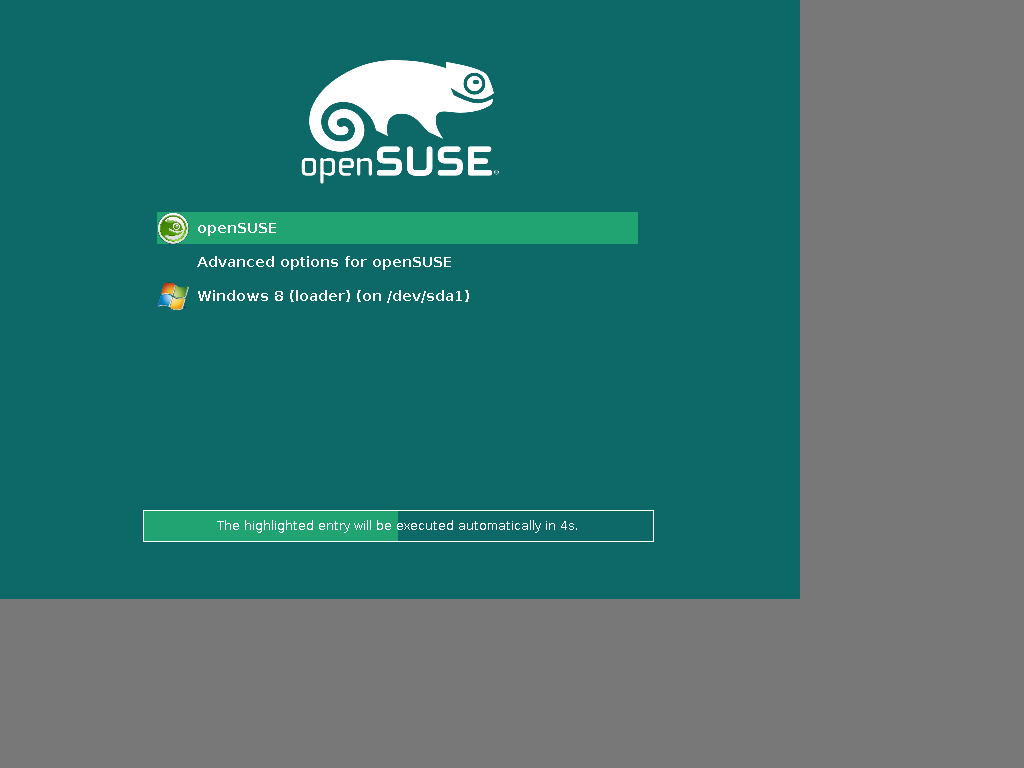 openSUSE
openSUSE
Advanced options for openSUSE
Windows 8 (loader) (on /dev/sda1)
The highlighted entry will be executed automatically in 4s.